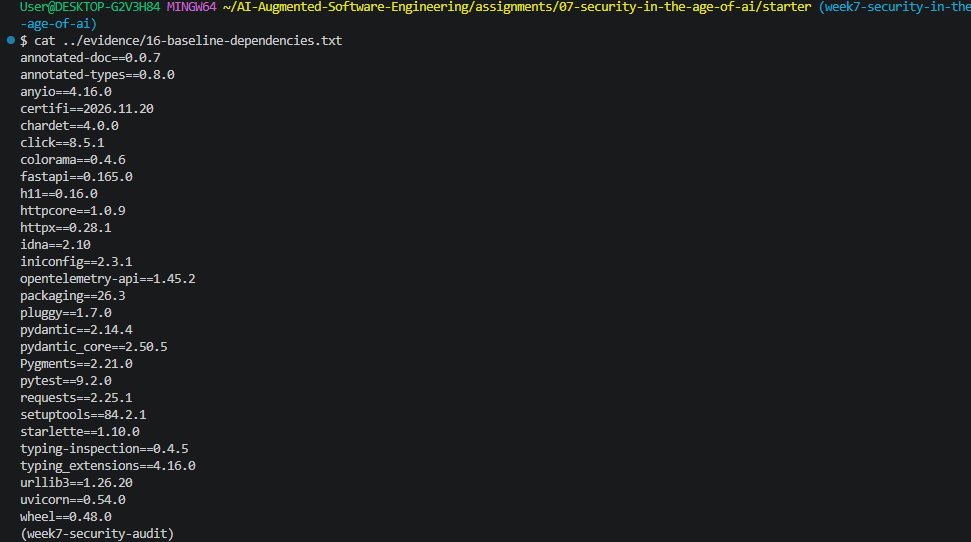 User@DESKTOP-G2V3H84 MINGW64 ~/AI-Augmented-Software-Engineering/assignments/07-security-in-the-age-of-ai/starter (week7-security-in-the
-age-of-ai)
$ cat ../evidence/16-baseline-dependencies.txt
annotated-doc==0.0.7
annotated-types==0.8.0
anyio==4.16.0
certifi==2026.11.20
chardet==4.0.0
click==8.5.1
colorama==0.4.6
fastapi==0.165.0
h11==0.16.0
httpcore==1.0.9
httpx==0.28.1
idna==2.10
iniconfig==2.3.1
opentelemetry-api==1.45.2
packaging==26.3
pluggy==1.7.0
pydantic==2.14.4
pydantic_core==2.50.5
Pygments==2.21.0
pytest==9.2.0
requests==2.25.1
setuptools==84.2.1
starlette==1.10.0
typing-inspection==0.4.5
typing_extensions==4.16.0
urllib3==1.26.20
uvicorn==0.54.0
wheel==0.48.0
(week7-security-audit)